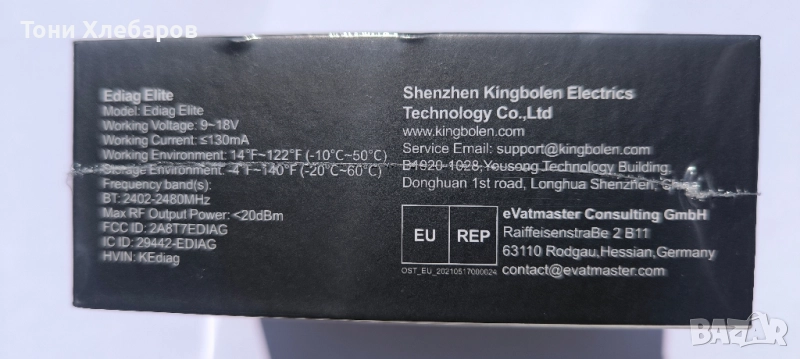 Тони Хлебаров
Ediag Elite
Model: Ediag Elite
Working Voltage: 9~18V
Working Current: ≤130mA
Working Environment: 14°F~122°F (-10°C~50°C)
Storage Environment: -4°F~140°F (-20°C~60°C)
Frequency band(s):
BT: 2402-2480MHz
Max RF Output Power: <20dBm
FCC ID: 2A8T7EDIAG
IC ID: 29442-EDIAG
HVIN: KEdiag
Shenzhen Kingbolen Electrics
Technology Co.,Ltd
www.kingbolen.com
Service Email: support@kingbolen.com
B1920-1028,Yousong Technology Building,
Donghuan 1st road, Longhua Shenzhen, China
EU REP
OST_EU_20210517000024
eVatmaster Consulting GmbH
RaiffeisenstraBe 2 B11
63110 Rodgau,Hessian,Germany
contact@evatmaster.com
BAZAR